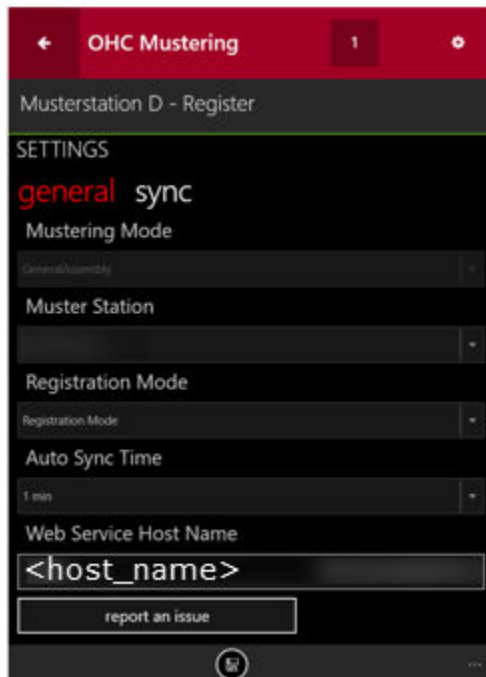 OHC Mustering 1
Musterstation D - Register
SETTINGS
general sync
Mustering Mode
GeneralAssembly
Muster Station
Registration Mode
Registration Mode
Auto Sync Time
1 min
Web Service Host Name
<host_name>
report an issue
...